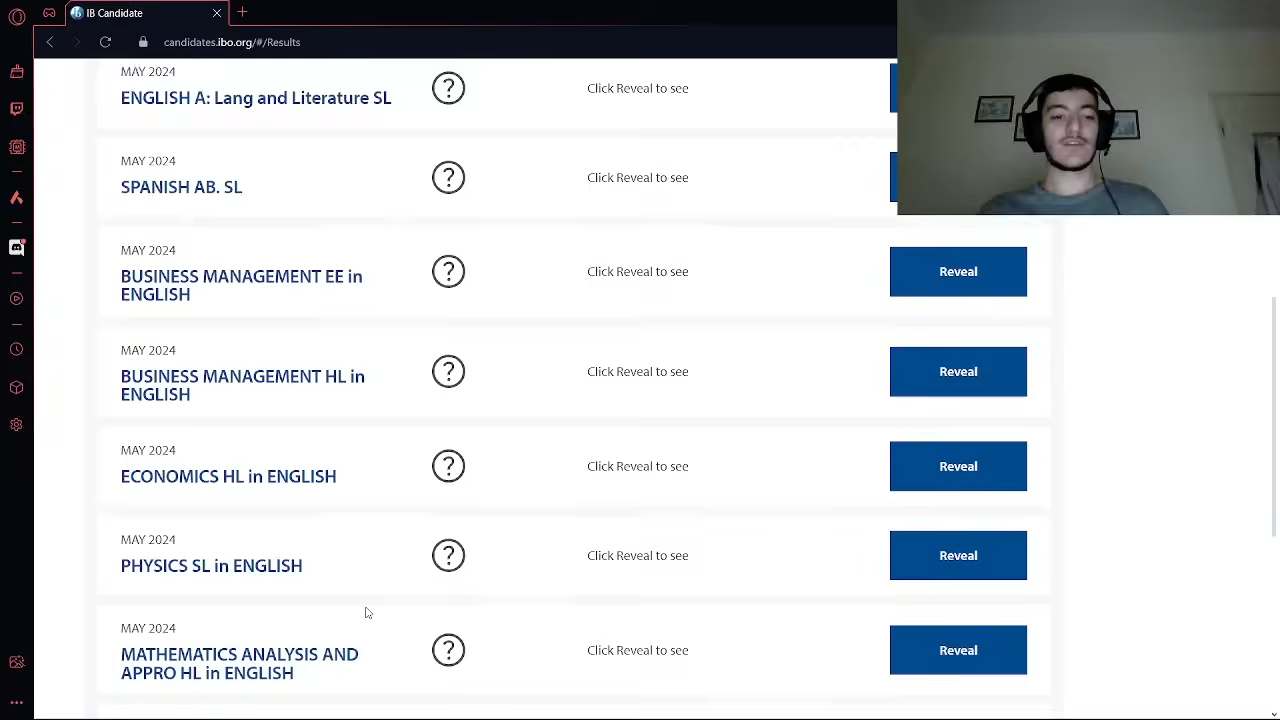 IB Candidate
candidates.ibo.org/#/Results
MAY 2024
ENGLISH A: Lang and Literature SL
?
Click Reveal to see
MAY 2024
SPANISH AB. SL
?
Click Reveal to see
MAY 2024
BUSINESS MANAGEMENT EE in
ENGLISH
?
Click Reveal to see
Reveal
MAY 2024
BUSINESS MANAGEMENT HL in
ENGLISH
?
Click Reveal to see
Reveal
MAY 2024
ECONOMICS HL in ENGLISH
?
Click Reveal to see
Reveal
MAY 2024
PHYSICS SL in ENGLISH
?
Click Reveal to see
Reveal
MAY 2024
MATHEMATICS ANALYSIS AND
APPRO HL in ENGLISH
?
Click Reveal to see
Reveal